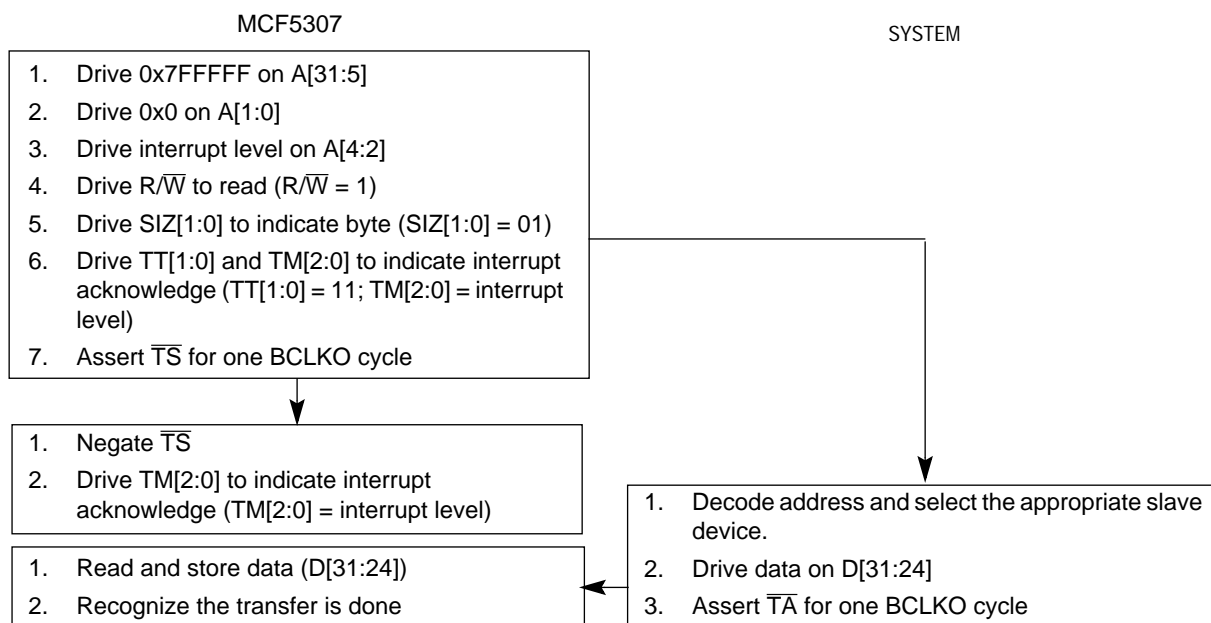 MCF5307
SYSTEM
1. Drive 0x7FFFFF on A[31:5]
2. Drive 0x0 on A[1:0]
3. Drive interrupt level on A[4:2]
4. Drive R/W̅ to read (R/W̅ = 1)
5. Drive SIZ[1:0] to indicate byte (SIZ[1:0] = 01)
6. Drive TT[1:0] and TM[2:0] to indicate interrupt
acknowledge (TT[1:0] = 11; TM[2:0] = interrupt
level)
7. Assert T̅S̅ for one BCLKO cycle
1. Negate T̅S̅
2. Drive TM[2:0] to indicate interrupt
acknowledge (TM[2:0] = interrupt level)
1. Decode address and select the appropriate slave
device.
2. Drive data on D[31:24]
3. Assert T̅A̅ for one BCLKO cycle
1. Read and store data (D[31:24])
2. Recognize the transfer is done